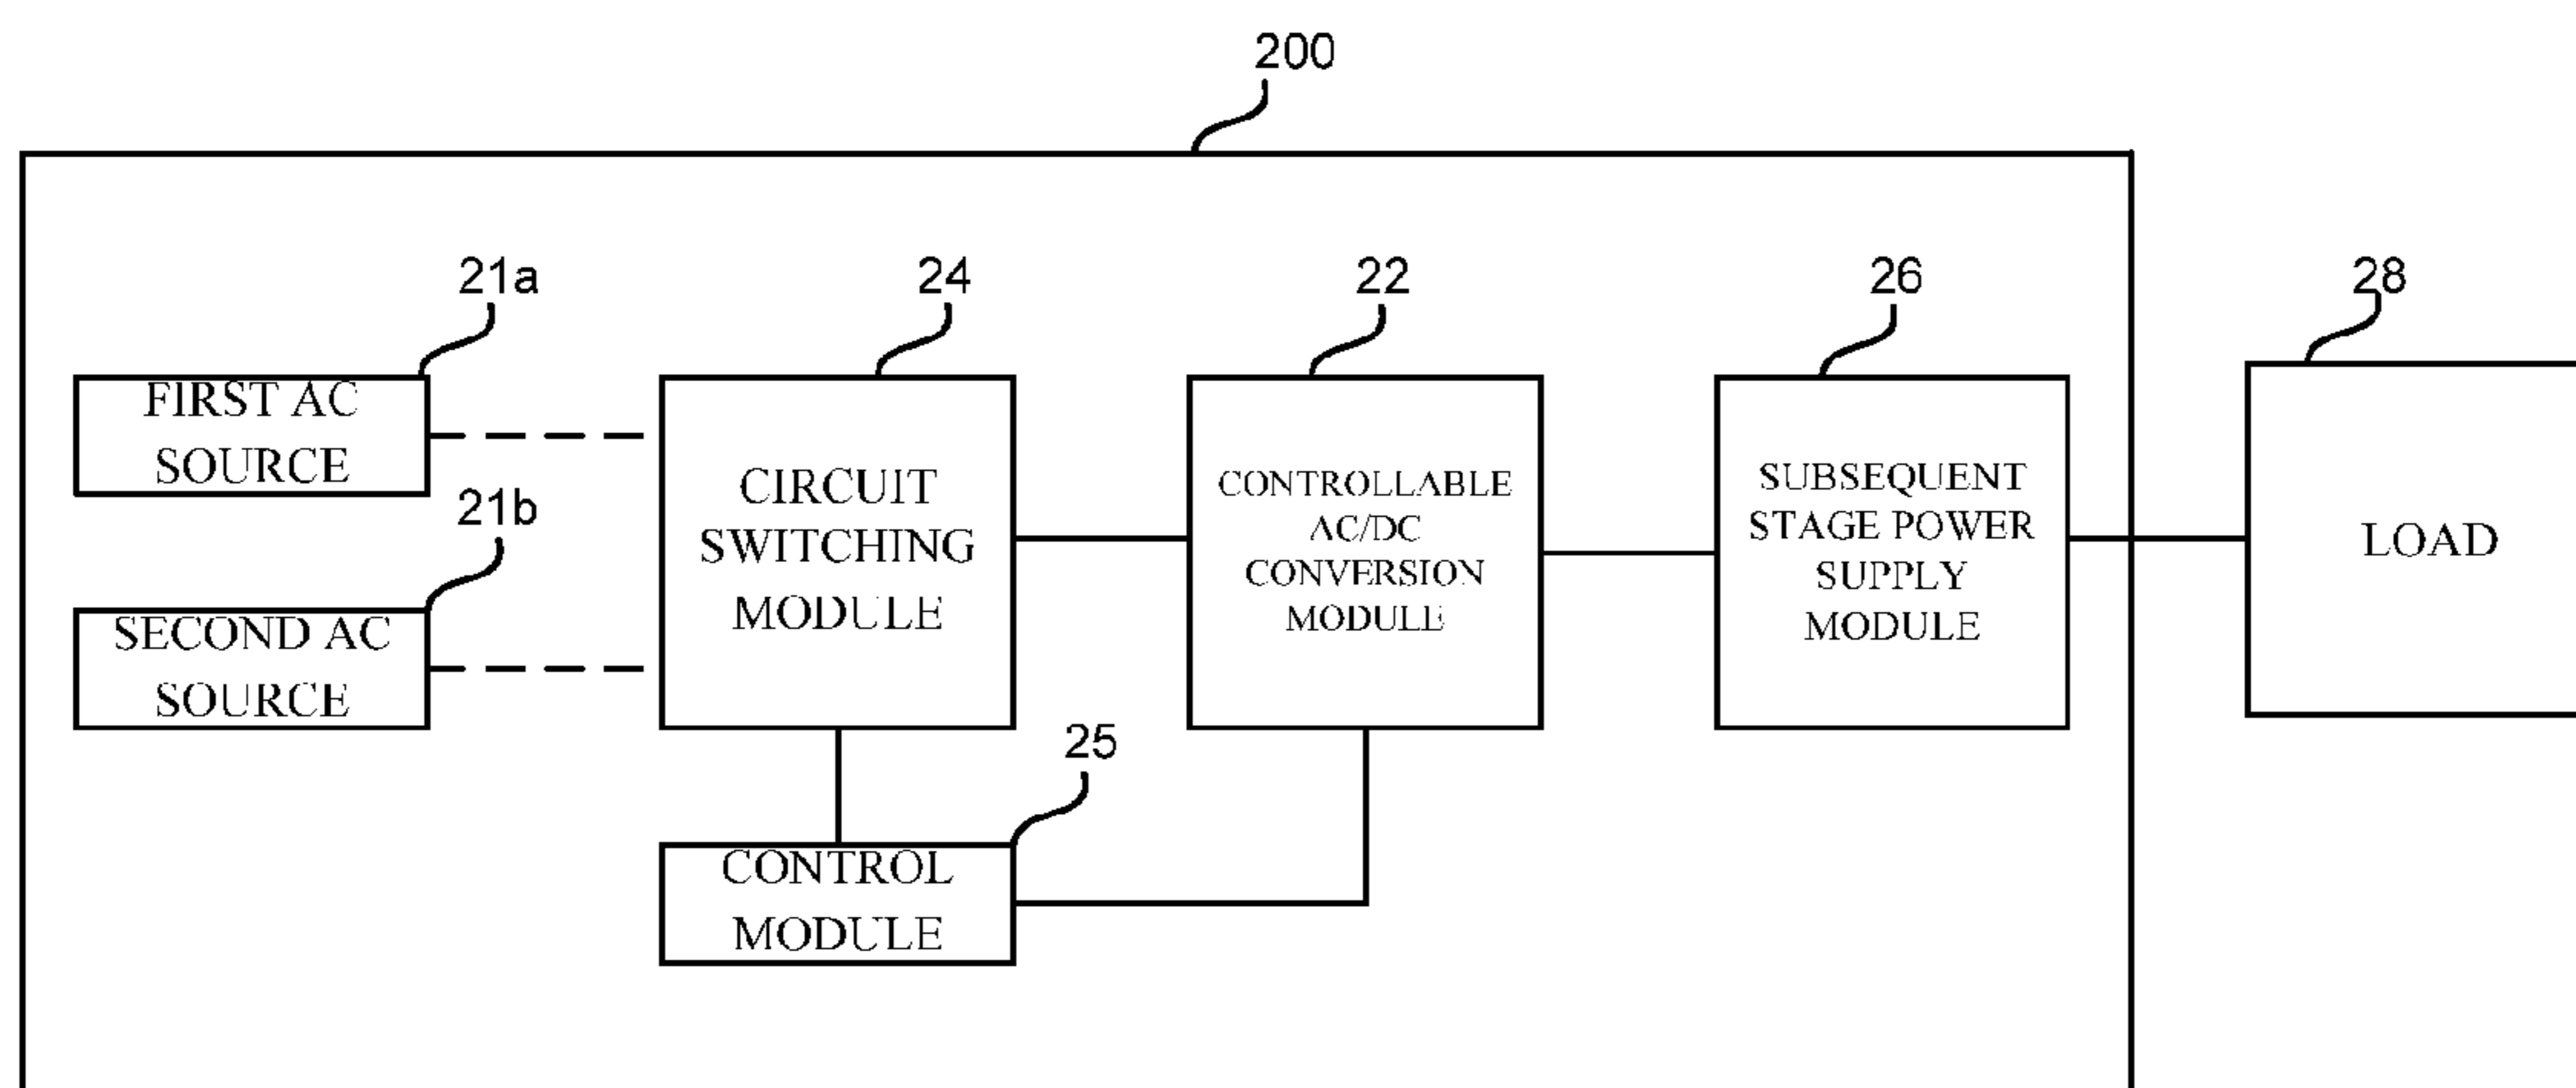 200
21a
24
22
26
28
FIRST AC
SOURCE
21b
SECOND AC
SOURCE
CIRCUIT
SWITCHING
MODULE
CONTROLLABLE
AC/DC
CONVERSION
MODULE
SUBSEQUENT
STAGE POWER
SUPPLY
MODULE
LOAD
25
CONTROL
MODULE